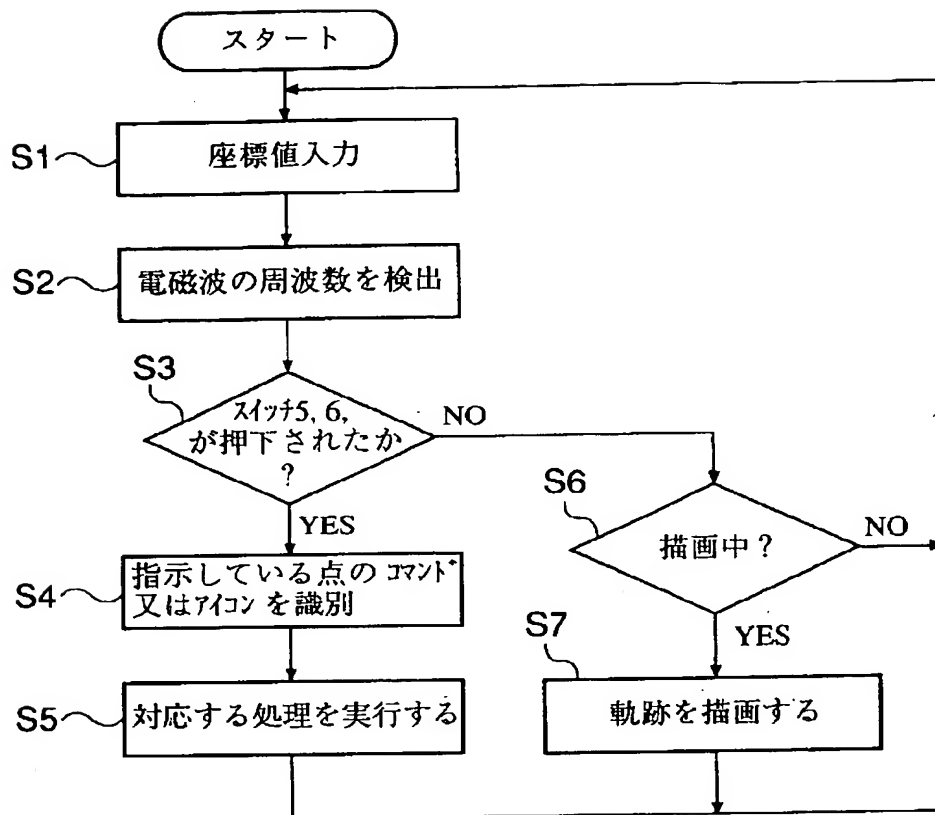 スタート
S1
座標値入力
S2
電磁波の周波数を検出
S3
スイッチ5, 6,
が押下されたか
?
NO
YES
S6
描画中?
NO
YES
S4
指示している点の コマンド
又はアイコン を識別
S5
対応する処理を実行する
S7
軌跡を描画する